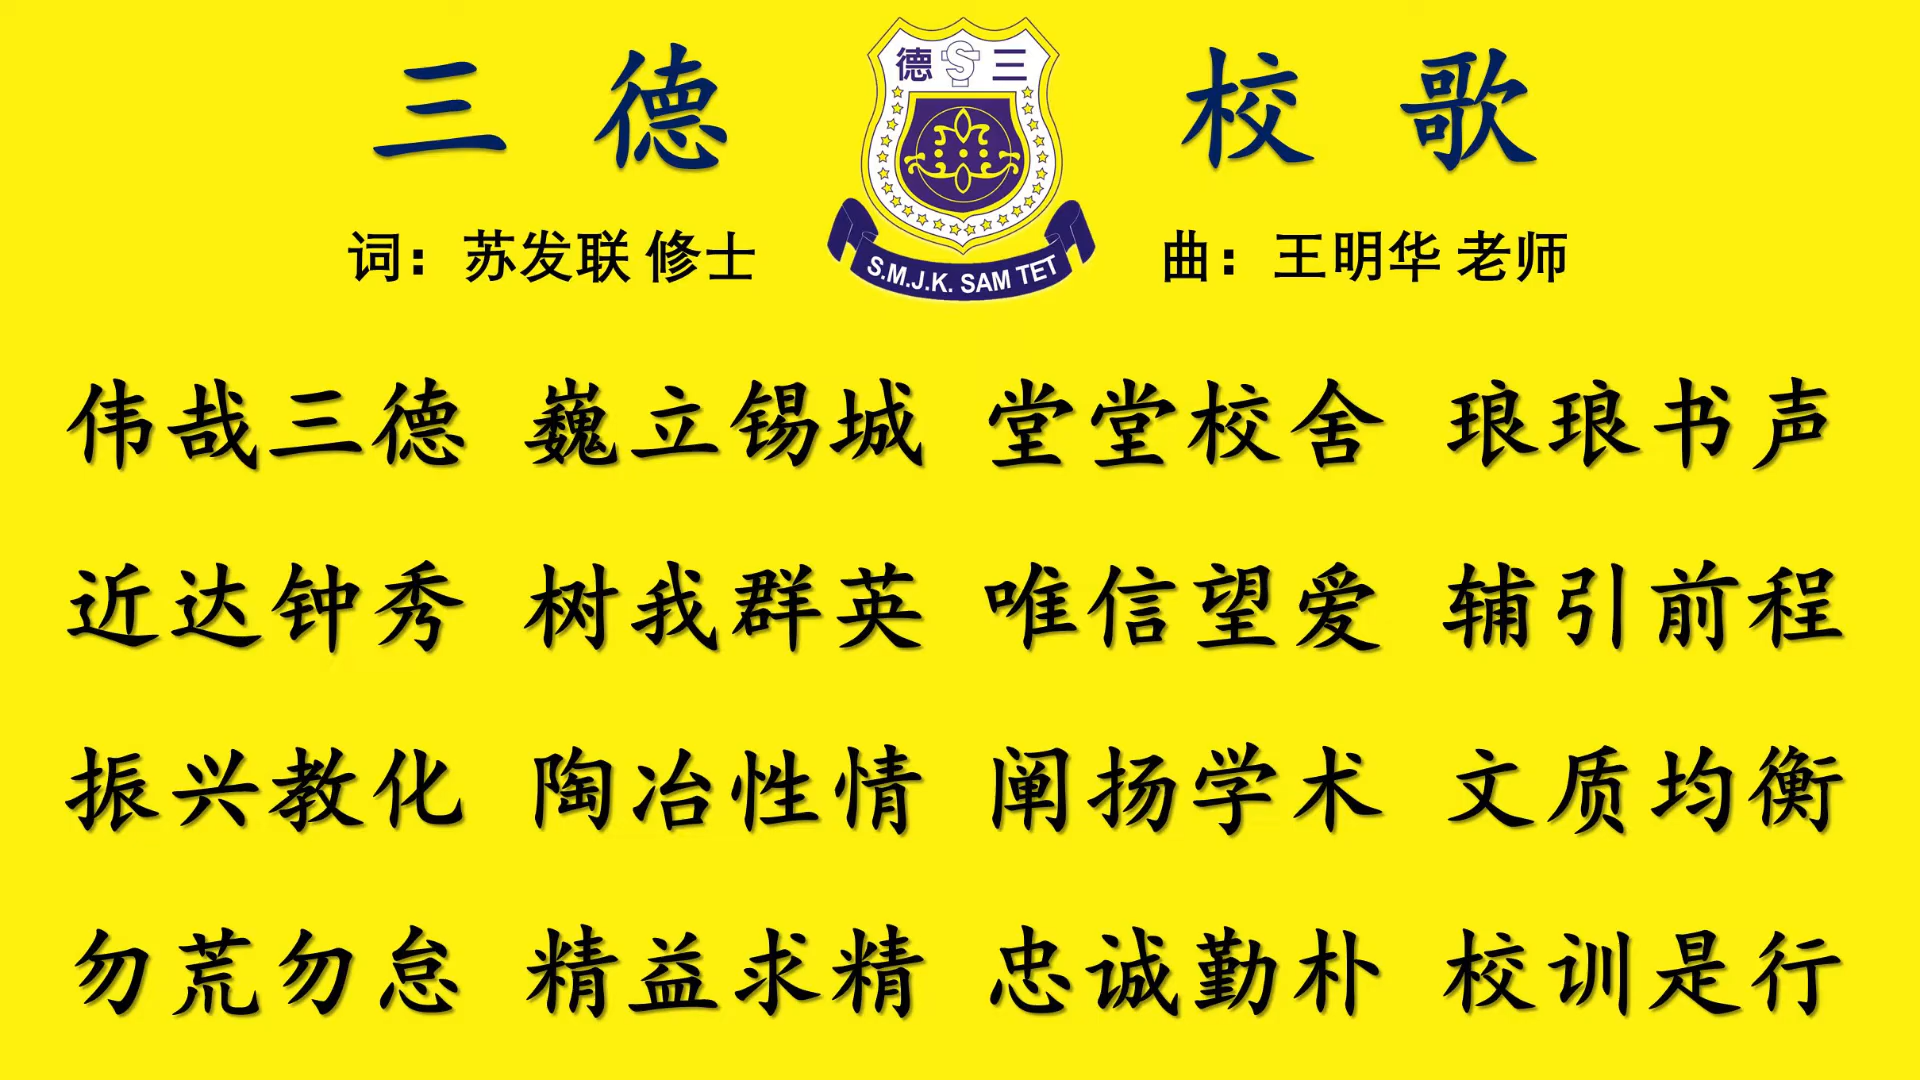 三德 校歌
德 ST 三
S.M.J.K. SAM TET
词：苏发联 修士 曲：王明华 老师
伟哉三德 巍立锡城 堂堂校舍 琅琅书声
近达钟秀 树我群英 唯信望爱 辅引前程
振兴教化 陶冶性情 阐扬学术 文质均衡
勿荒勿怠 精益求精 忠诚勤朴 校训是行